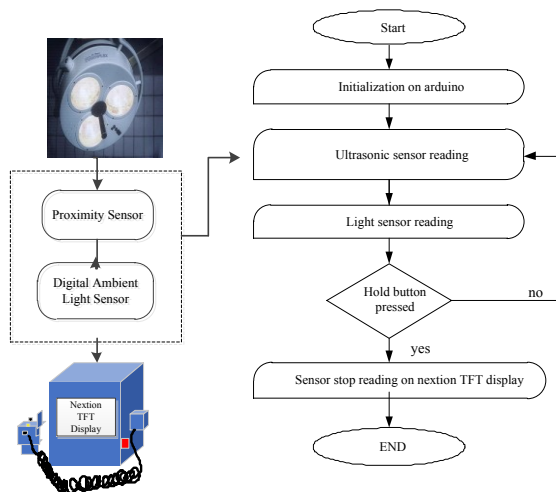 Start
Initialization on arduino
Ultrasonic sensor reading
Proximity Sensor
Light sensor reading
Digital Ambient
Light Sensor
Hold button
pressed
no
yes
Sensor stop reading on nextion TFT display
Nextion
TFT
Display
END